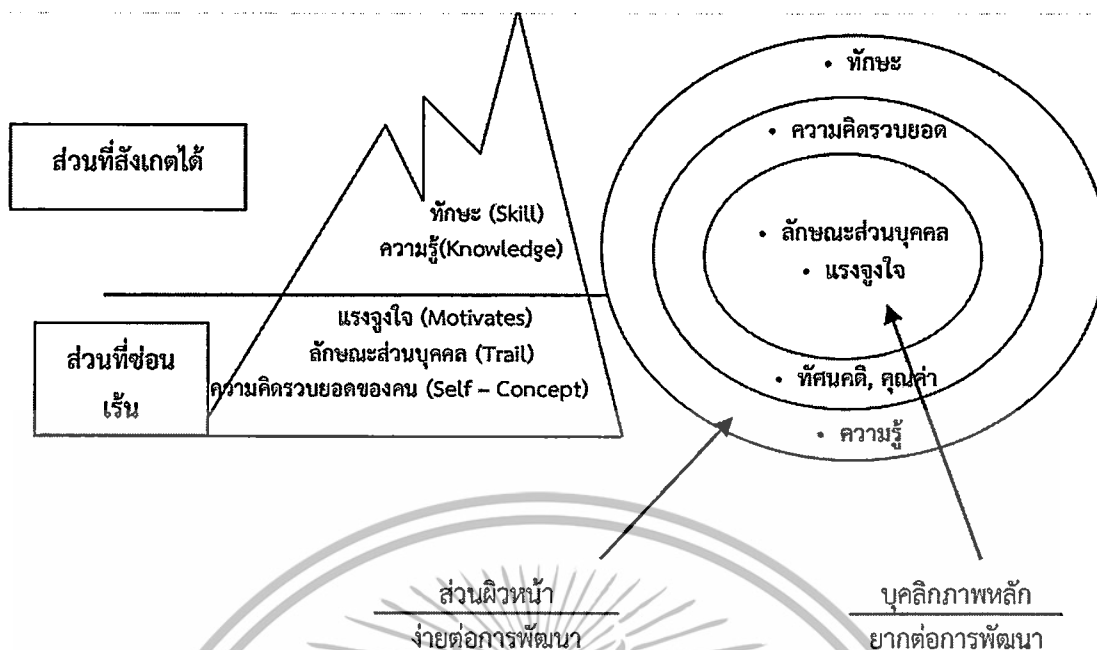 ส่วนที่สังเกตได้
ทักษะ (Skill)
ความรู้(Knowledge)
ส่วนที่ซ่อน
เร้น
แรงจูงใจ (Motivates)
ลักษณะส่วนบุคคล (Trail)
ความคิดรวบยอดของคน (Self – Concept)
• ทักษะ
• ความคิดรวบยอด
• ลักษณะส่วนบุคคล
• แรงจูงใจ
• ทัศนคดิ, คุณค่า
• ความรู้
ส่วนผิวหน้า
ง่ายต่อการพัฒนา
บุคลิกภาพหลัก
ยากต่อการพัฒนา